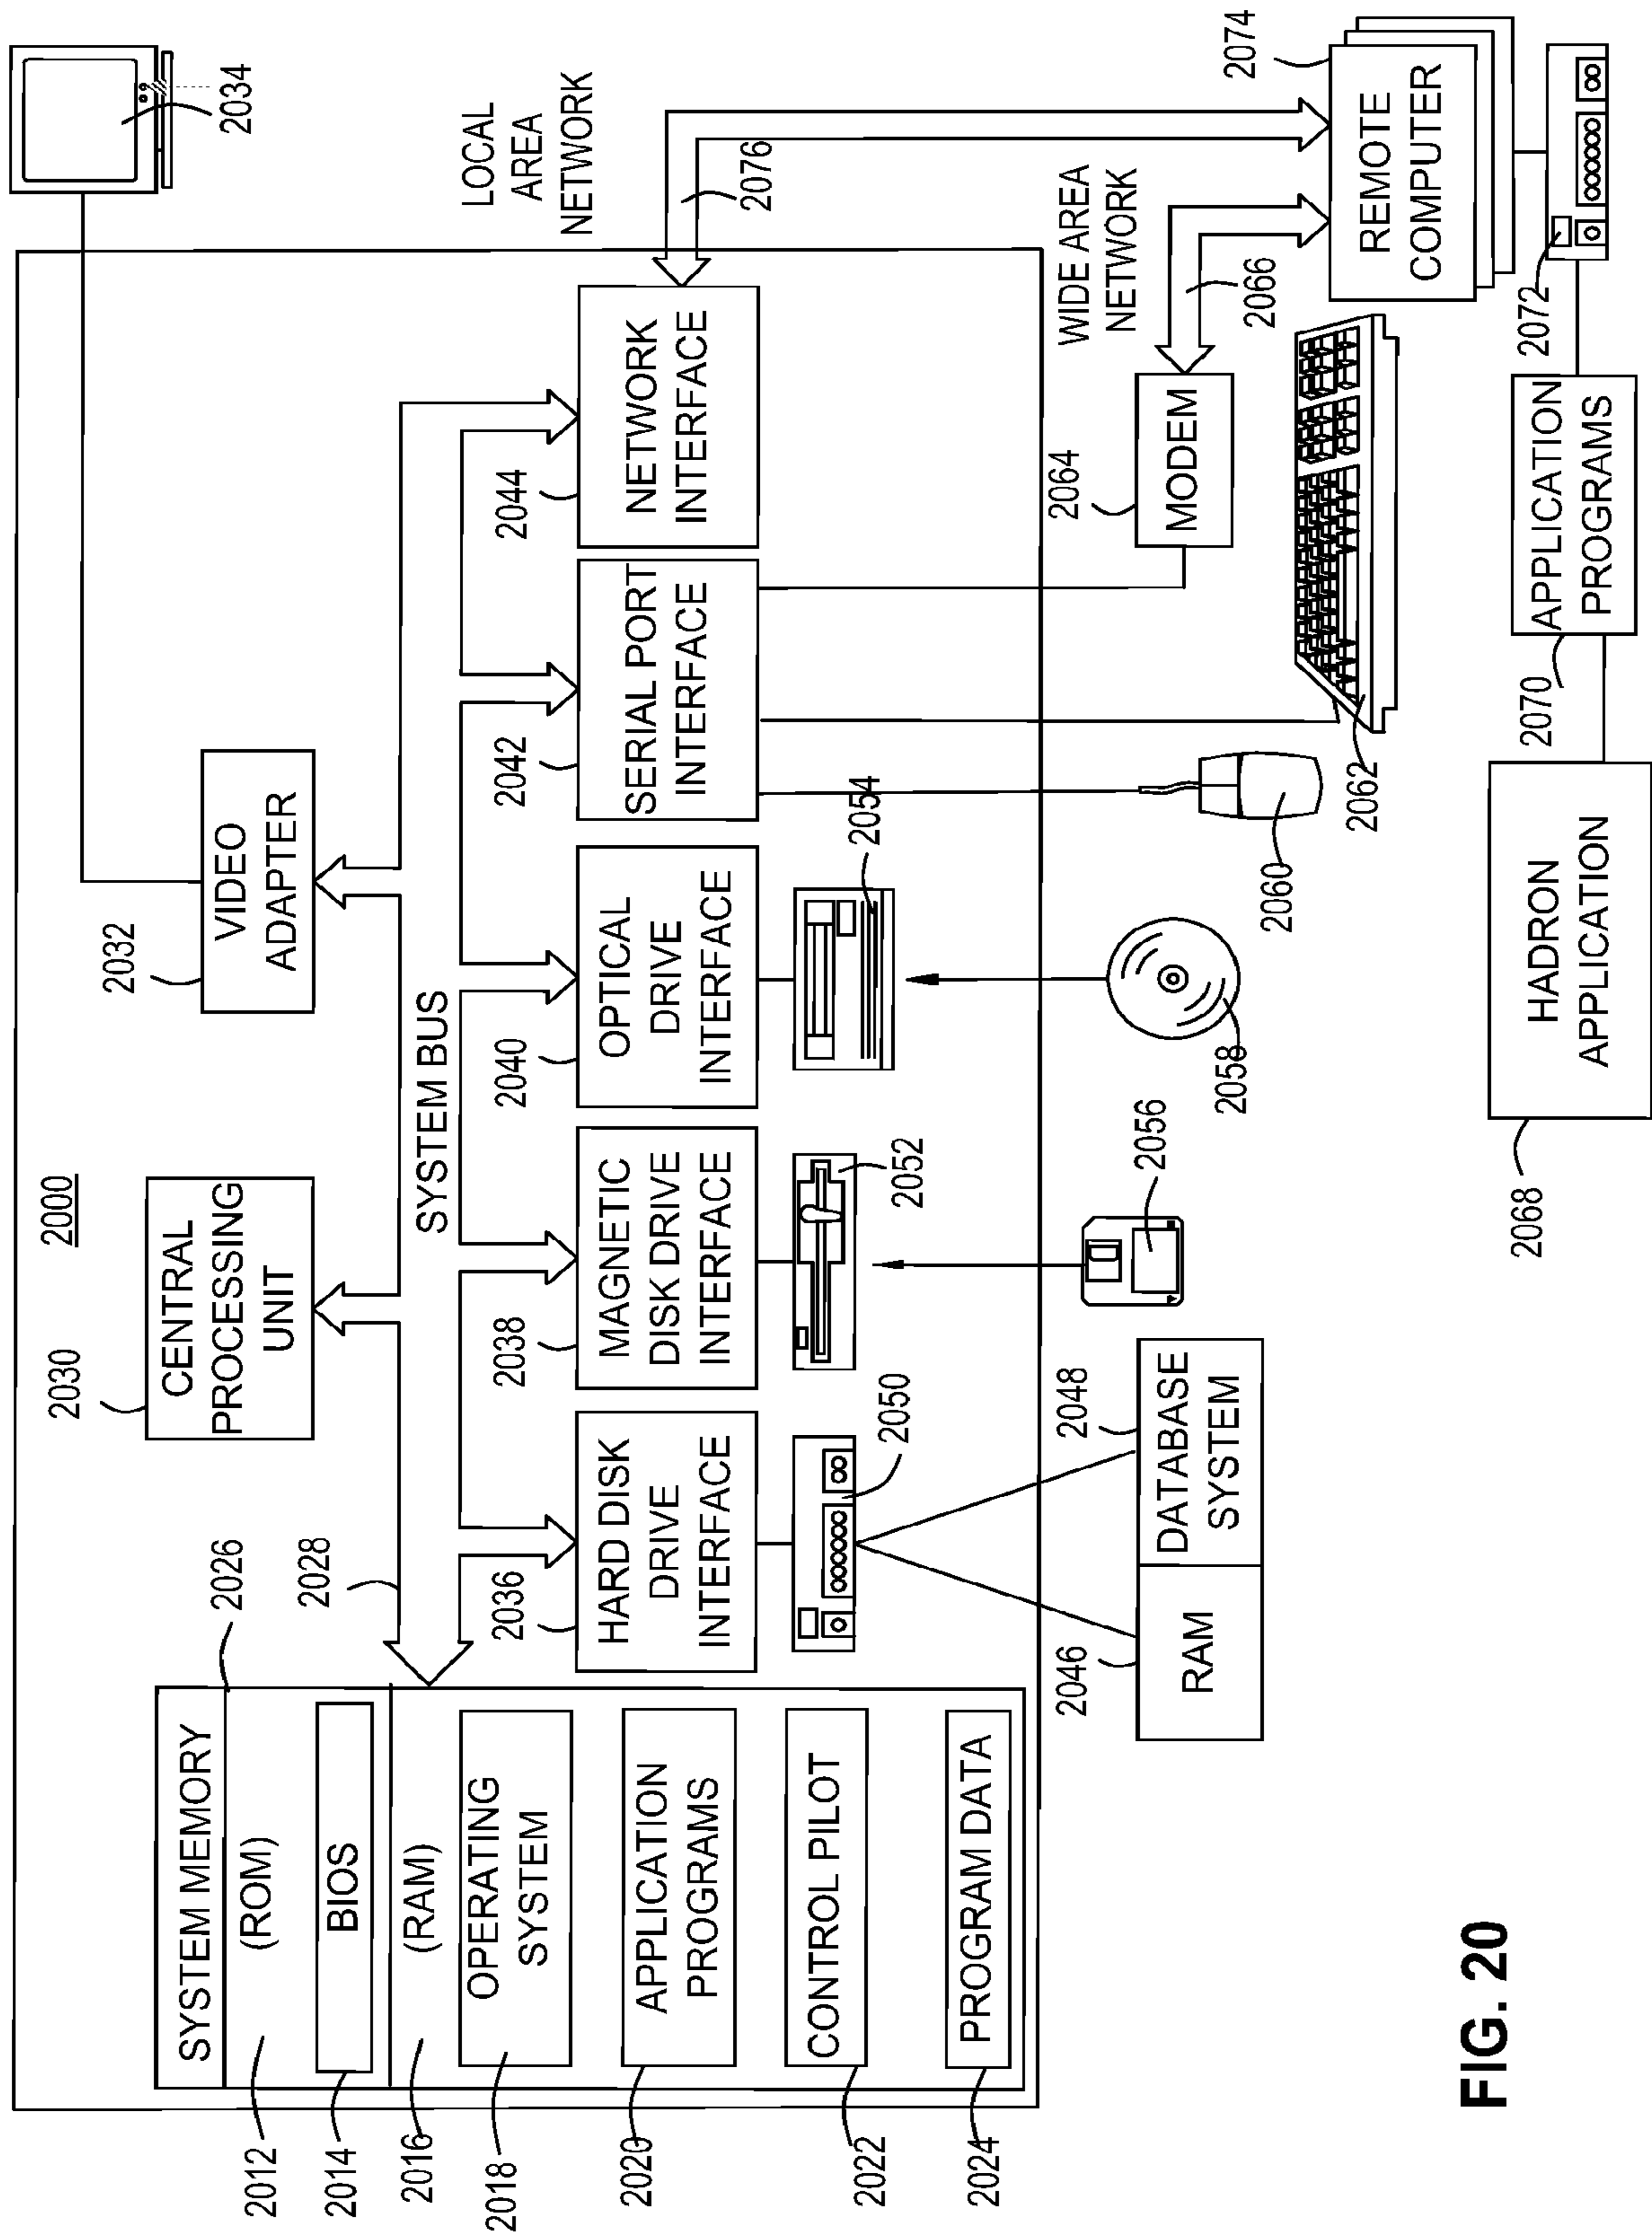 2000
2030
CENTRAL
PROCESSING
UNIT
2032
VIDEO
ADAPTER
2034
SYSTEM MEMORY
2026
(ROM)
2012
BIOS
2014
(RAM)
2016
OPERATING
SYSTEM
2018
APPLICATION
PROGRAMS
2020
CONTROL PILOT
2022
PROGRAM DATA
2024
2028
SYSTEM BUS
2036
HARD DISK
DRIVE
INTERFACE
2038
MAGNETIC
DISK DRIVE
INTERFACE
2040
OPTICAL
DRIVE
INTERFACE
2042
SERIAL PORT
INTERFACE
2044
NETWORK
INTERFACE
LOCAL
AREA
NETWORK
2076
2050
2052
2054
2046
RAM
2048
DATABASE
SYSTEM
2056
2058
2060
2062
2064
MODEM
WIDE AREA
NETWORK
2066
2074
REMOTE
COMPUTER
2072
2068
HADRON
APPLICATION
2070
APPLICATION
PROGRAMS
FIG. 20